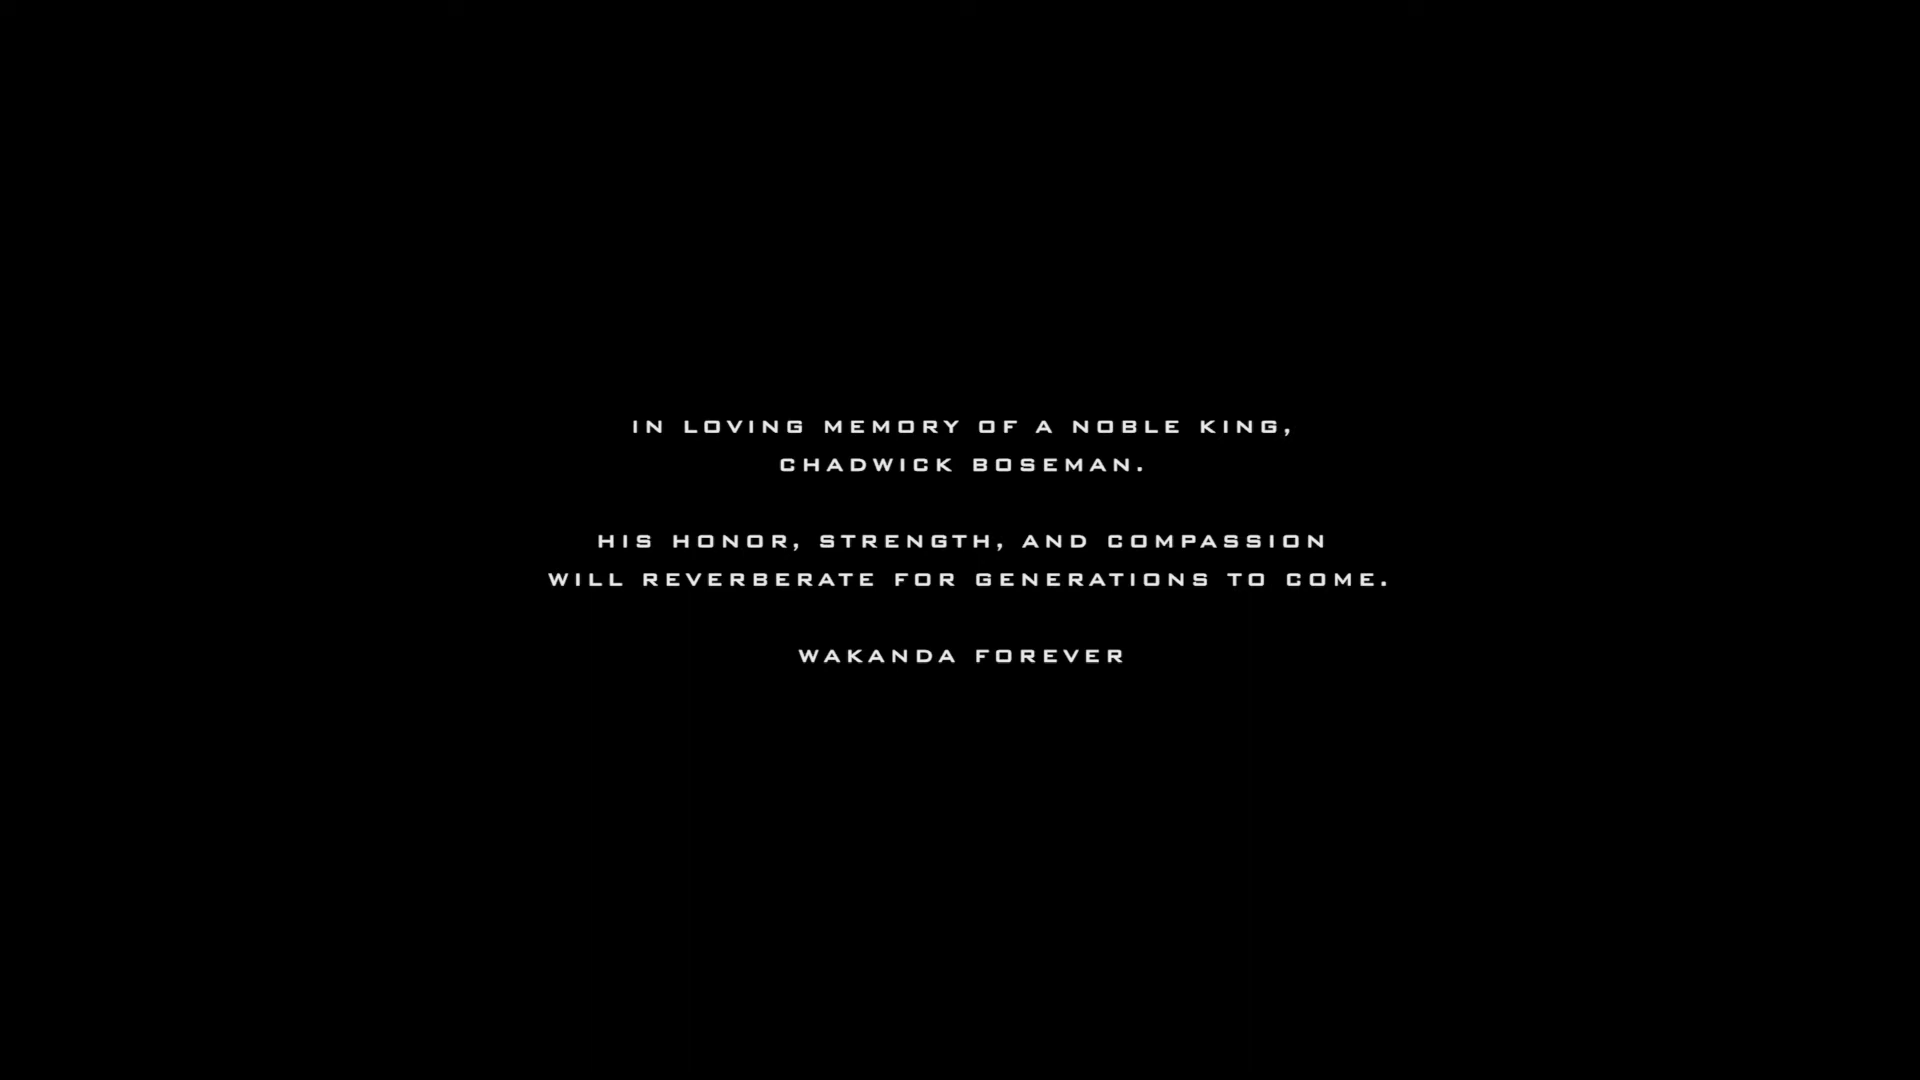 IN LOVING MEMORY OF A NOBLE KING,
CHADWICK BOSEMAN.
HIS HONOR, STRENGTH, AND COMPASSION
WILL REVERBERATE FOR GENERATIONS TO COME.
WAKANDA FOREVER